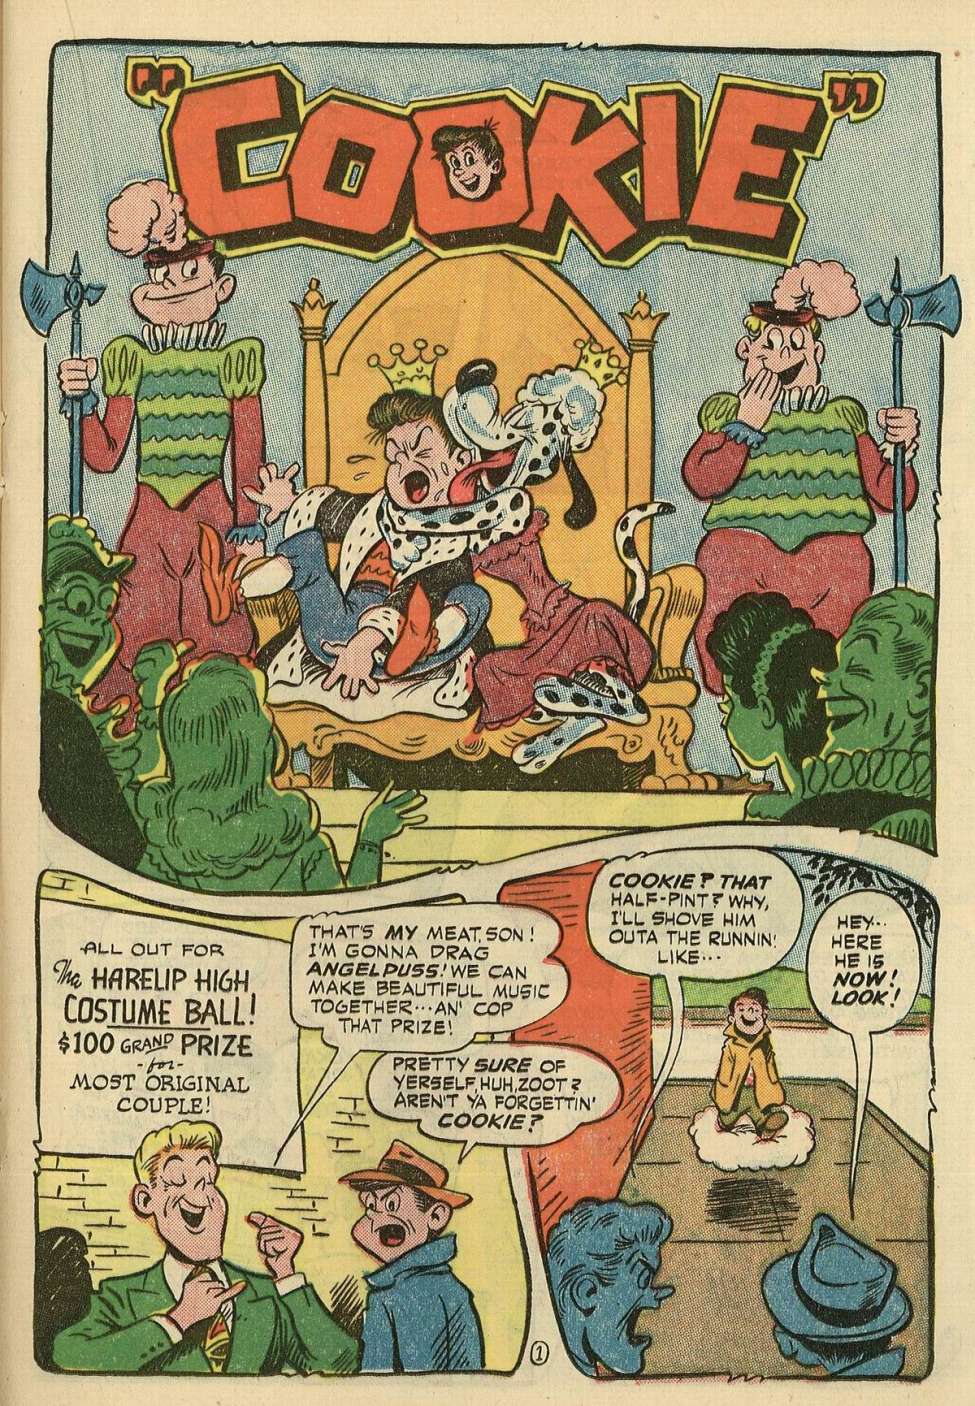 "COOKIE"
ALL OUT FOR
The HARELIP HIGH
COSTUME BALL!
$100 GRAND PRIZE
-for-
MOST ORIGINAL
COUPLE!
THAT'S MY MEAT, SON!
I'M GONNA DRAG
ANGELPUSS! WE CAN
MAKE BEAUTIFUL MUSIC
TOGETHER...AN' COP
THAT PRIZE!
PRETTY SURE OF
YERSELF, HUH, ZOOT?
AREN'T YA FORGETTIN'
COOKIE?
COOKIE? THAT
HALF-PINT? WHY,
I'LL SHOVE HIM
OUTA THE RUNNIN'
LIKE...
HEY..
HERE
HE IS
NOW!
LOOK!
1